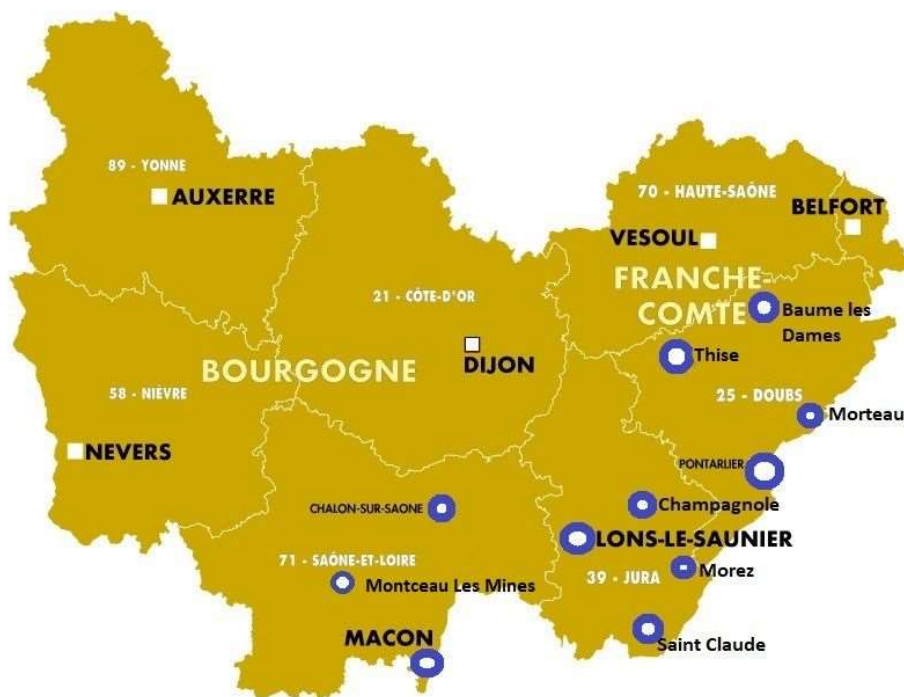 89 - YONNE
AUXERRE
70 - HAUTE-SAÔNE
BELFORT
VESOUL
FRANCHE-
COMTÉ
21 - CÔTE-D'OR
Baume les
Dames
DIJON
Thise
BOURGOGNE
58 - NIÈVRE
25 - DOUBS
Morteau
NEVERS
PONTARLIER
CHALON-SUR-SAONE
Champagnole
LONS-LE-SAUNIER
71 - SAÔNE-ET-LOIRE
Montceau Les Mines
39 - JURA
Morez
MACON
Saint Claude